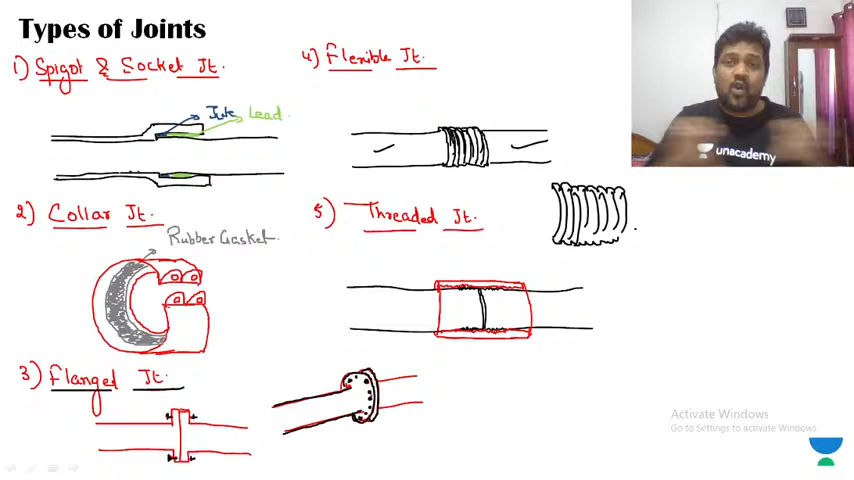 Types of Joints
1) Spigot & Socket Jt.
Jute
Lead
2) Collar Jt.
Rubber Gasket
3) Flanged Jt.
4) Flexible Jt.
5) Threaded Jt.
unacademy
Activate Windows
Go to Settings to activate Windows.